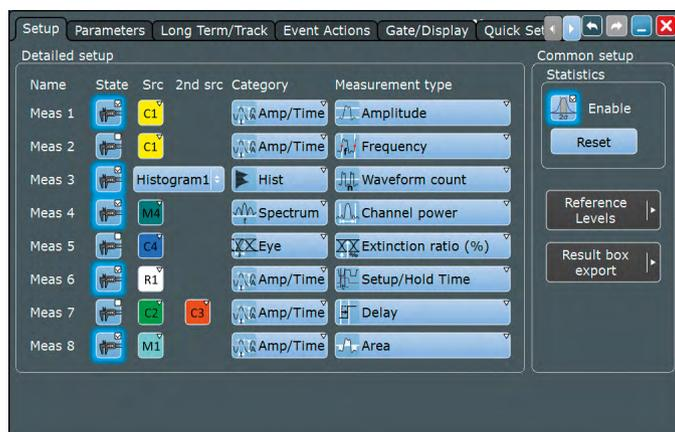 Setup Parameters Long Term/Track Event Actions Gate/Display Quick Set
Detailed setup
Common setup
Name State Src 2nd src Category Measurement type
Statistics
Meas 1 C1 Amp/Time Amplitude
2σ Enable
Meas 2 C1 Amp/Time Frequency
Reset
Meas 3 Histogram1 Hist Waveform count
Meas 4 M4 Spectrum Channel power
Reference
Levels
Meas 5 C4 Eye Extinction ratio (%)
Result box
export
Meas 6 R1 Amp/Time Setup/Hold Time
Meas 7 C2 C3 Amp/Time Delay
Meas 8 M1 Amp/Time Area